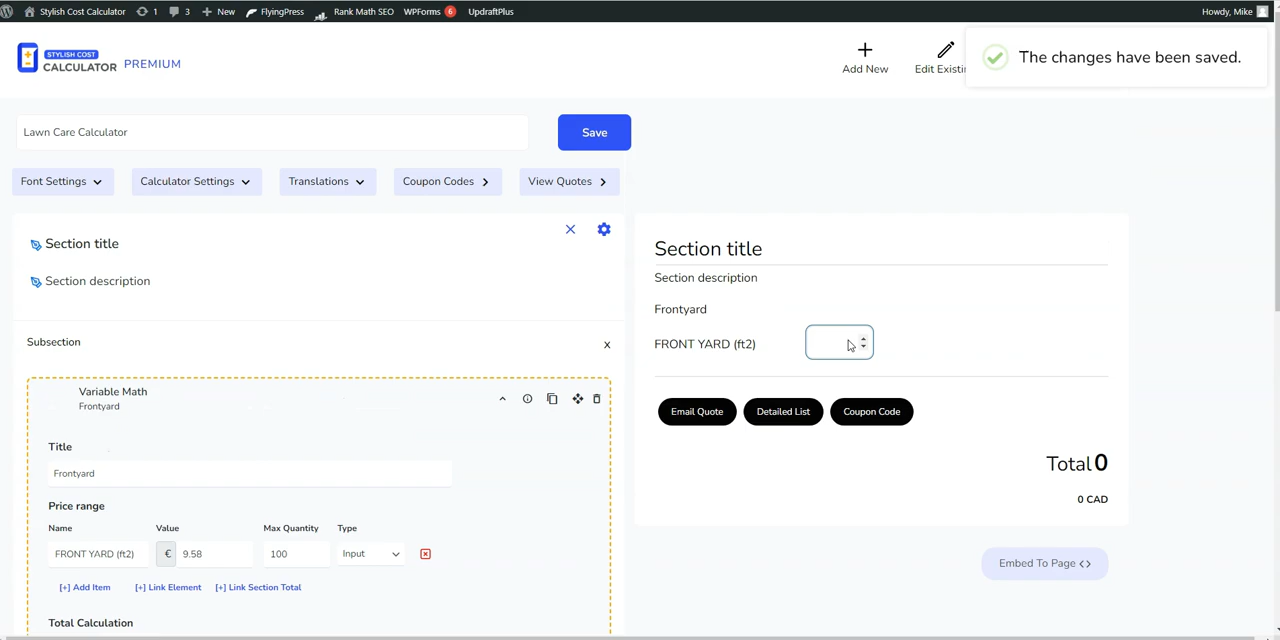 Stylish Cost Calculator 1 3 New FlyingPress Rank Math SEO WPForms 6 UpdraftPlus Howdy, Mike
STYLISH COST
CALCULATOR PREMIUM
Add New
Edit Existin
The changes have been saved.
Lawn Care Calculator
Save
Font Settings Calculator Settings Translations Coupon Codes View Quotes
Section title
Section description
Subsection
x
Variable Math
Frontyard
Title
Frontyard
Price range
Name Value Max Quantity Type
FRONT YARD (ft2) € 9.58 100 Input
[+] Add Item [+] Link Element [+] Link Section Total
Total Calculation
Section title
Section description
Frontyard
FRONT YARD (ft2)
Email Quote Detailed List Coupon Code
Total 0
0 CAD
Embed To Page